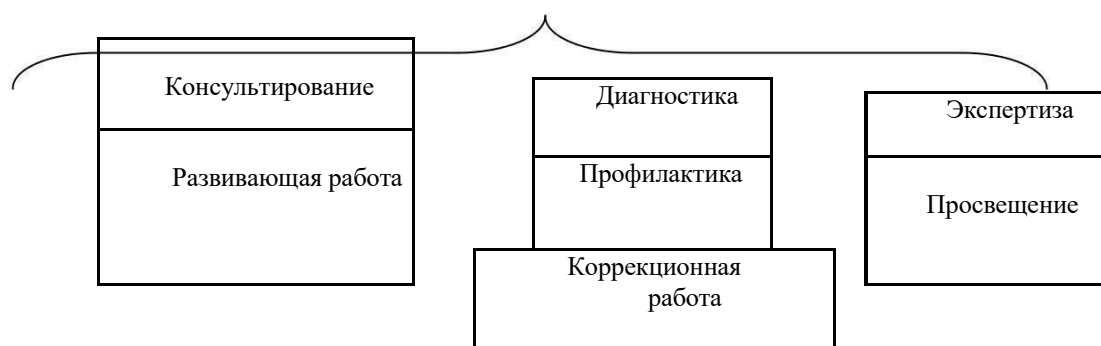 Консультирование
Развивающая работа
Диагностика
Профилактика
Коррекционная
работа
Экспертиза
Просвещение